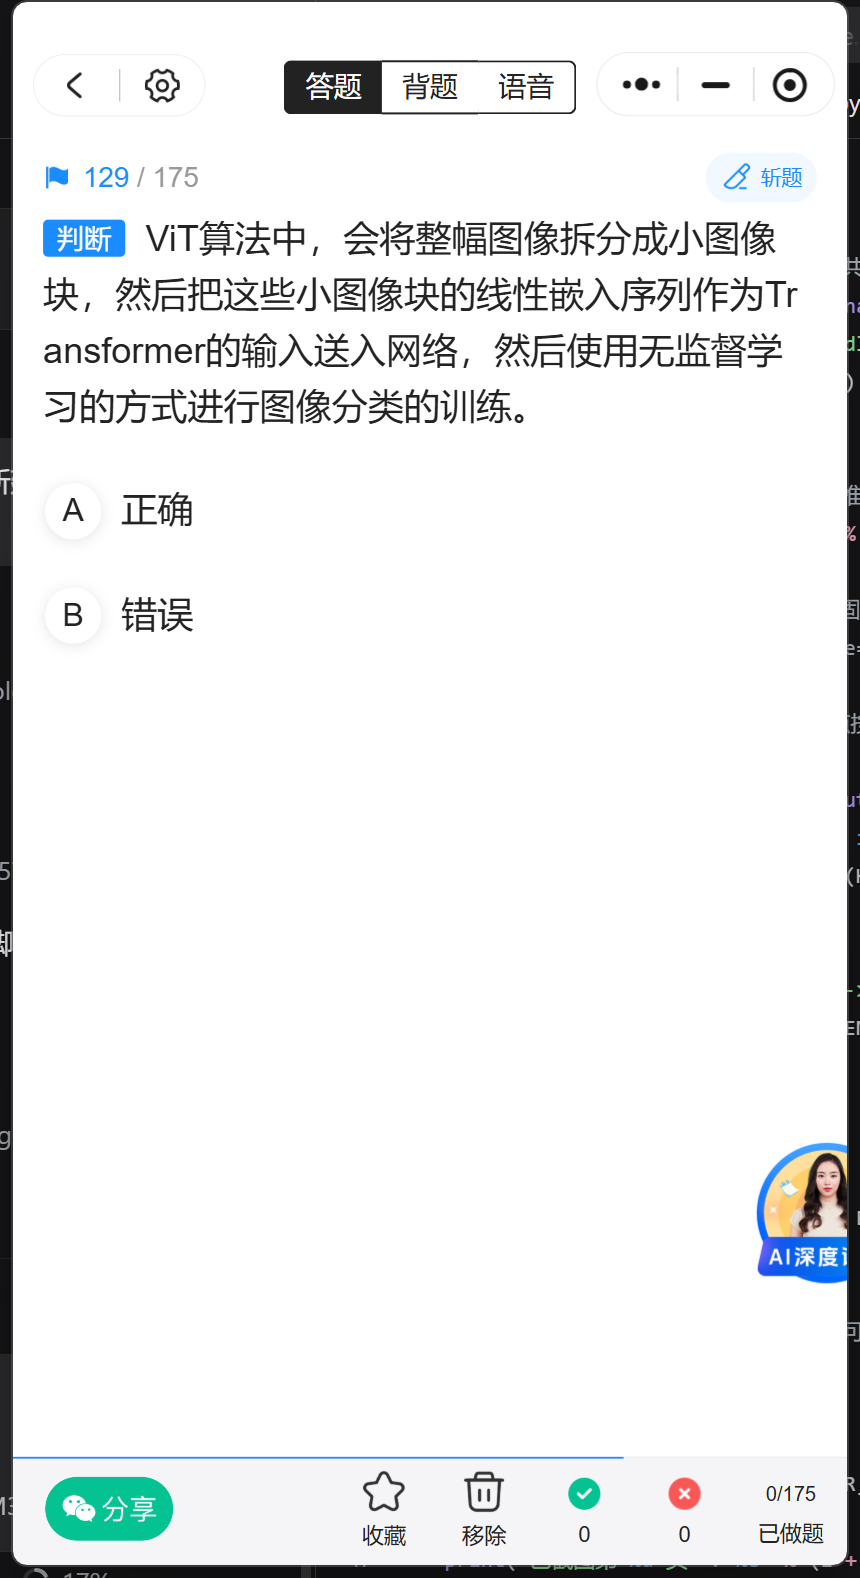 答题 背题 语音
129 / 175
斩题
判断 ViT算法中，会将整幅图像拆分成小图像
块，然后把这些小图像块的线性嵌入序列作为Tr
ansformer的输入送入网络，然后使用无监督学
习的方式进行图像分类的训练。
A 正确
B 错误
AI深度
分享
收藏
移除
0
0
0/175
已做题
17%